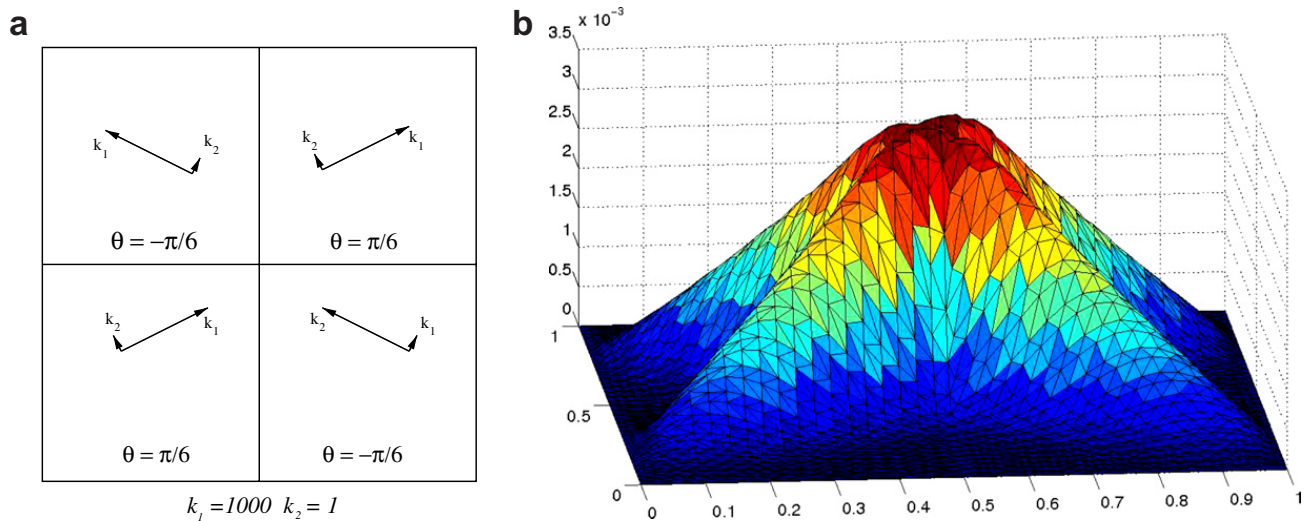 a
k₁
k₂
θ = −π/6
k₂
k₁
θ = π/6
k₂
k₁
θ = π/6
k₂
k₁
θ = −π/6
k₁ =1000 k₂ = 1
b
x 10⁻³
3.5
3
2.5
2
1.5
1
0.5
0
1
0.5
0
0 0.1 0.2 0.3 0.4 0.5 0.6 0.7 0.8 0.9 1